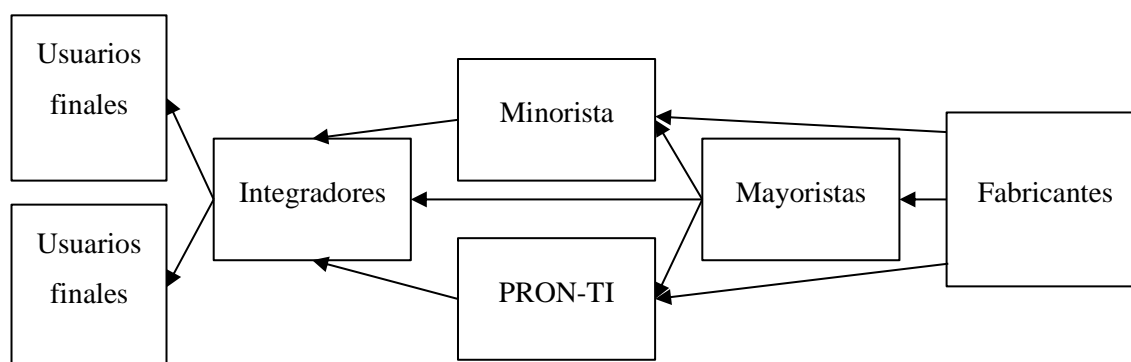 Usuarios
finales
Minorista
Integradores
Mayoristas
Fabricantes
Usuarios
finales
PRON-TI